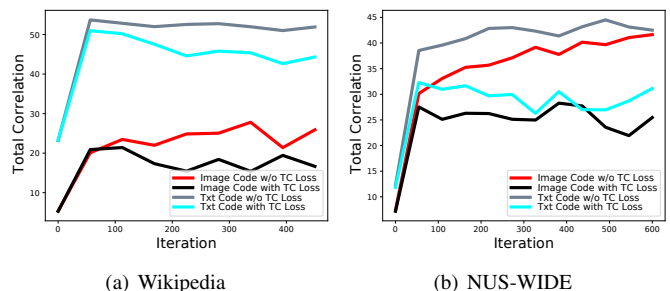 50
40
30
20
10
Total Correlation
0
100
200
300
400
Iteration
Image Code w/o TC Loss
Image Code with TC Loss
Txt Code w/o TC Loss
Txt Code with TC Loss
(a) Wikipedia
45
40
35
30
25
20
15
10
Total Correlation
0
100
200
300
400
500
600
Iteration
Image Code w/o TC Loss
Image Code with TC Loss
Txt Code w/o TC Loss
Txt Code with TC Loss
(b) NUS-WIDE